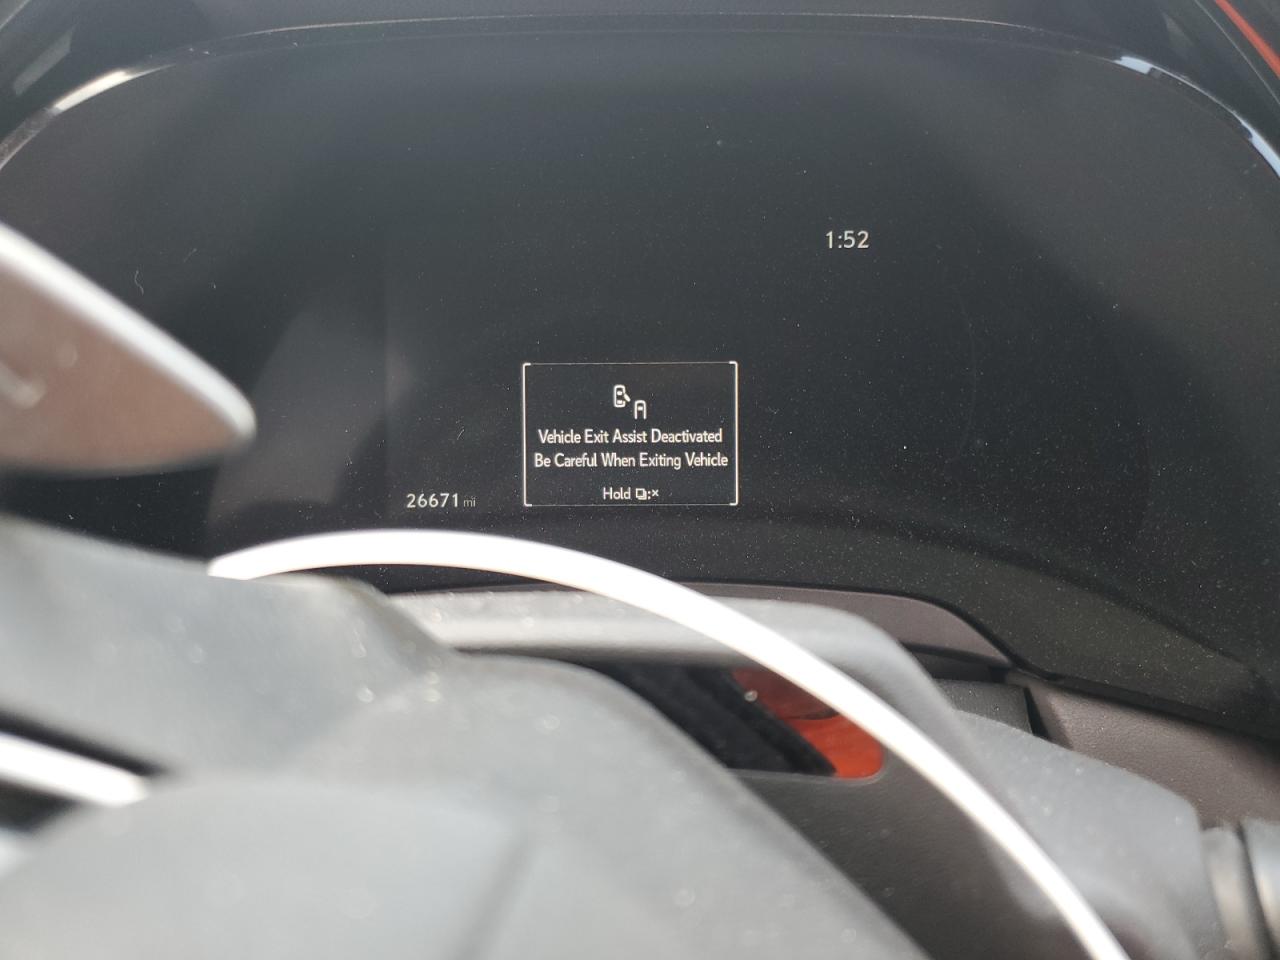 1:52
Vehicle Exit Assist Deactivated
Be Careful When Exiting Vehicle
Hold :×
26671 mi